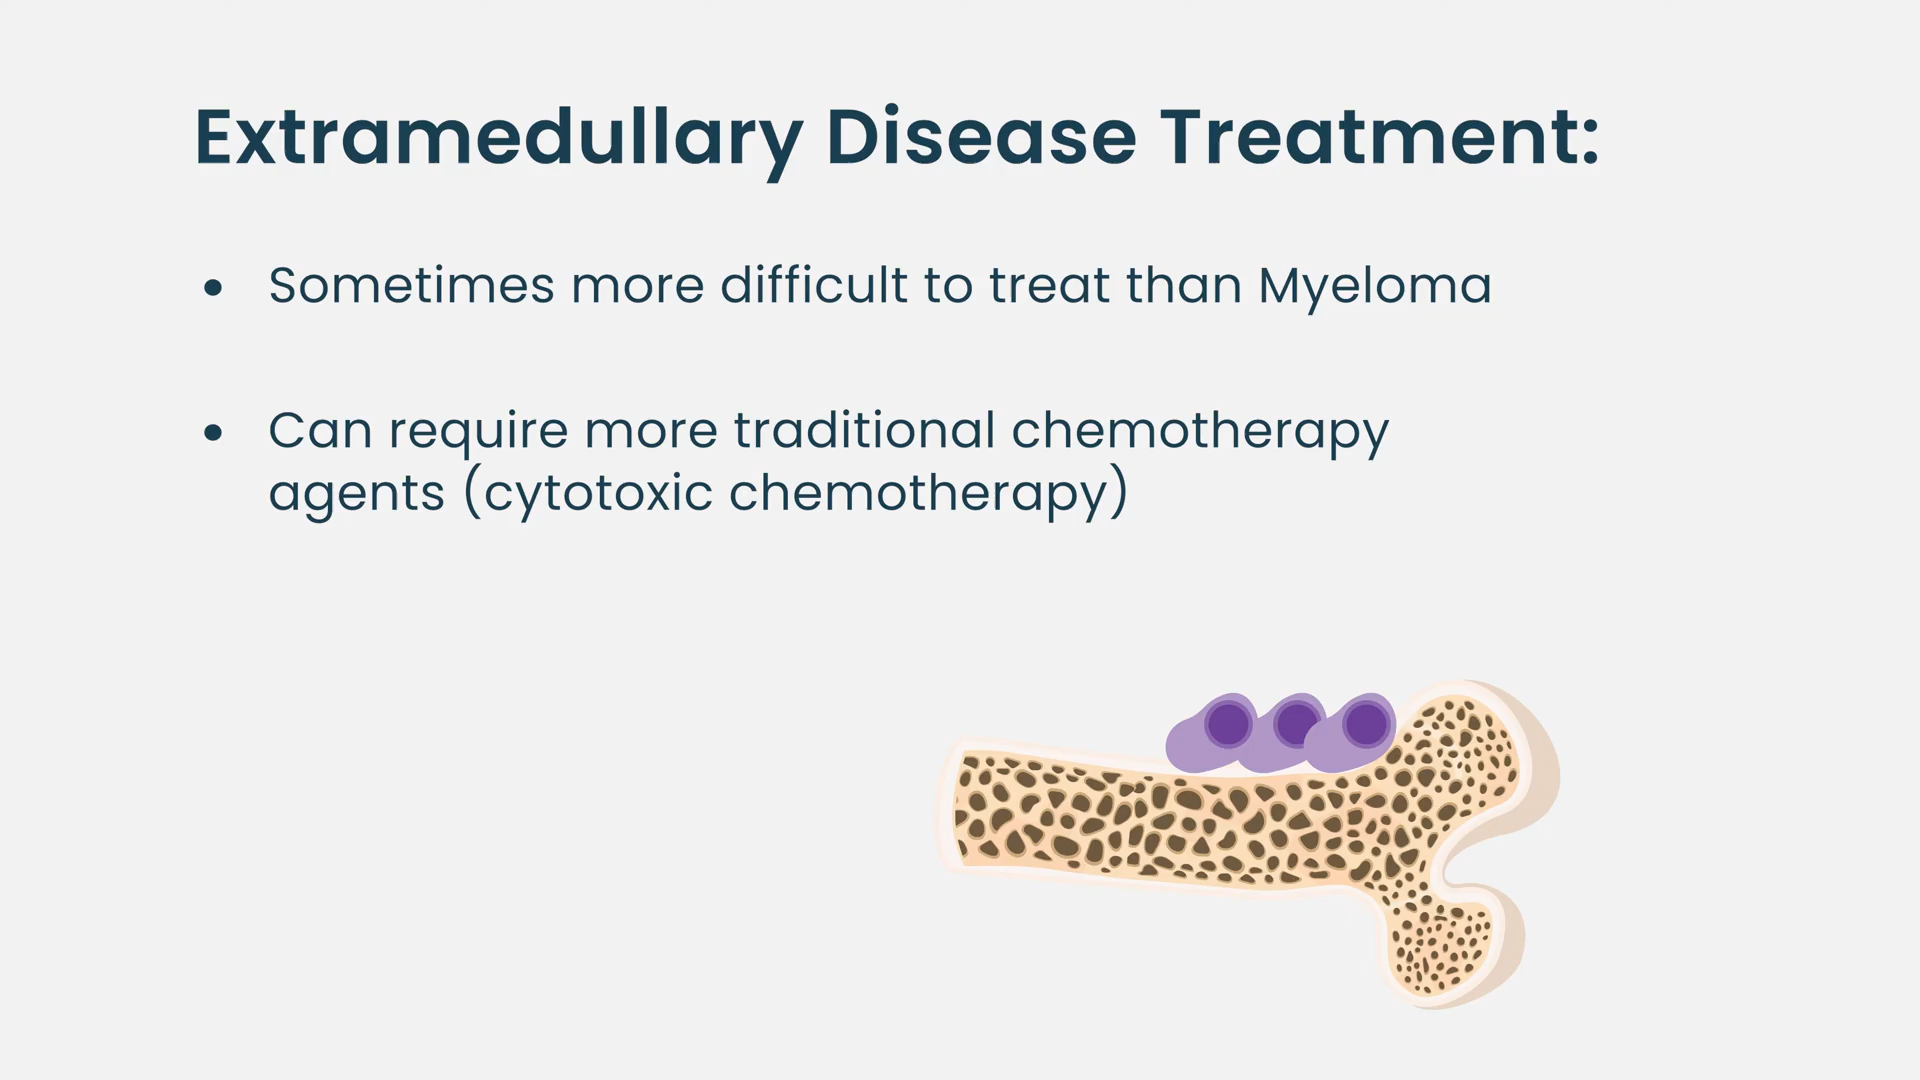 Extramedullary Disease Treatment:
• Sometimes more difficult to treat than Myeloma
• Can require more traditional chemotherapy
agents (cytotoxic chemotherapy)